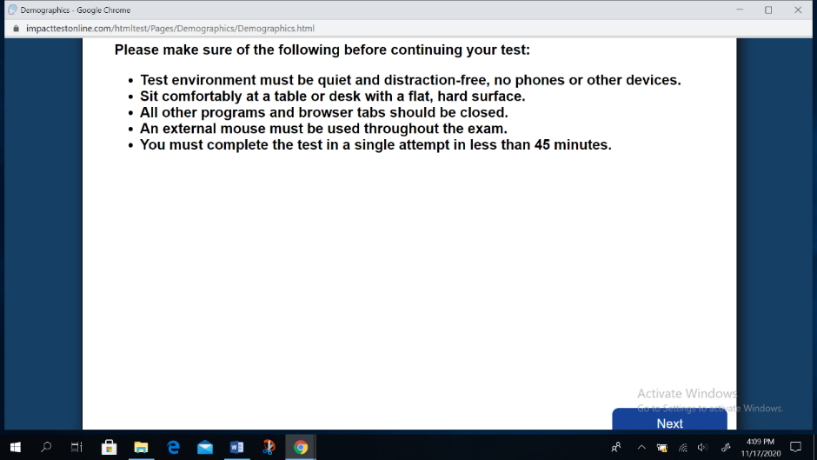 Demographics - Google Chrome
impacttestonline.com/htmltest/Pages/Demographics/Demographics.html
Please make sure of the following before continuing your test:
• Test environment must be quiet and distraction-free, no phones or other devices.
• Sit comfortably at a table or desk with a flat, hard surface.
• All other programs and browser tabs should be closed.
• An external mouse must be used throughout the exam.
• You must complete the test in a single attempt in less than 45 minutes.
Activate Windows
Go to Settings to activate Windows.
Next
4:09 PM
11/17/2020